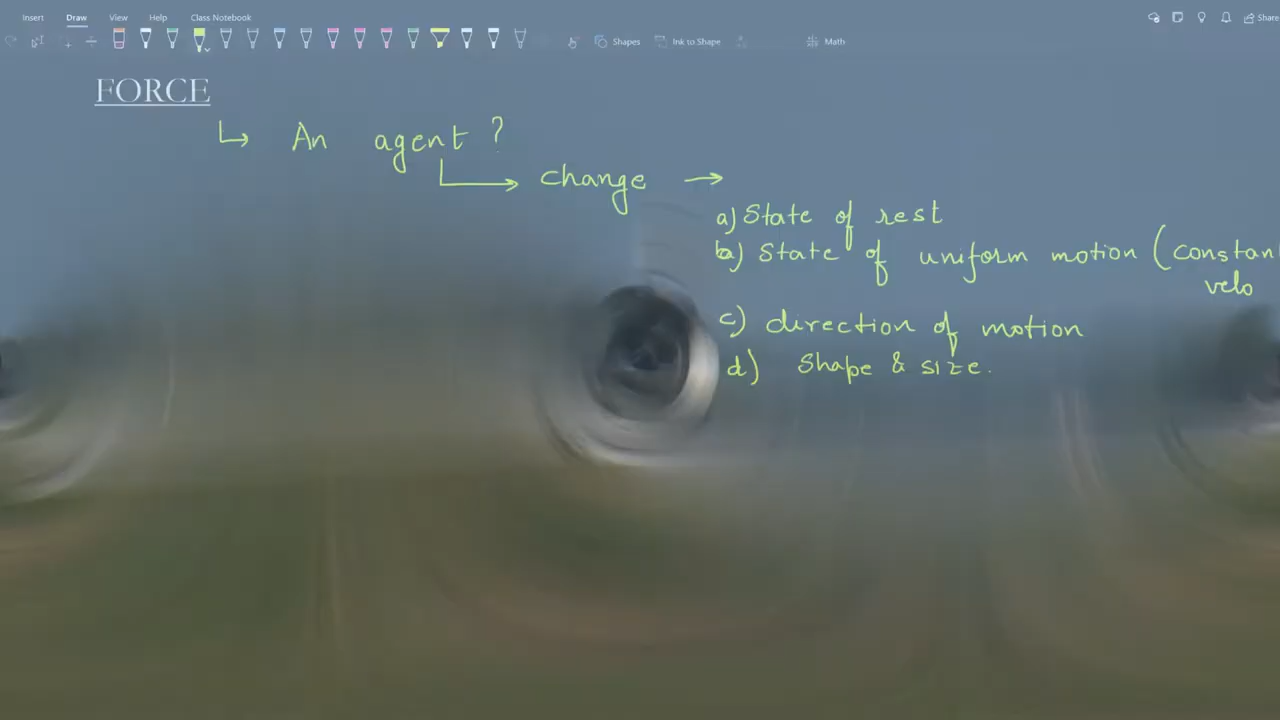 Insert Draw View Help Class Notebook Share
Shapes Ink to Shape Math
FORCE
An agent ?
change →
a) State of rest
b) State of uniform motion (constan
velo
c) direction of motion
d) Shape & size.